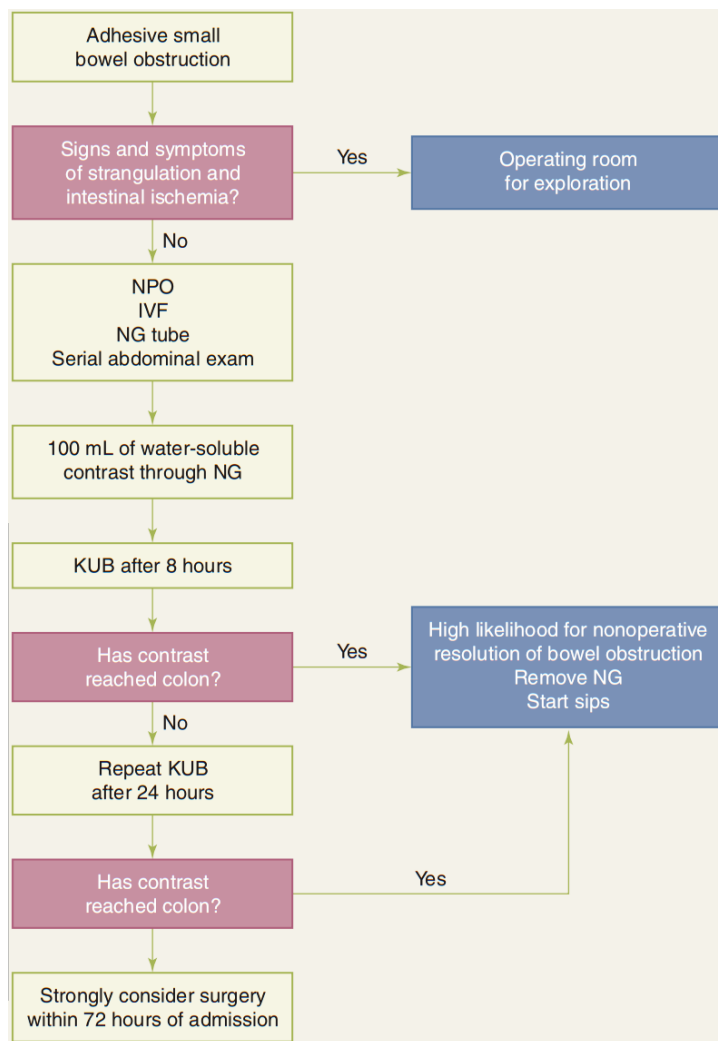 Adhesive small
bowel obstruction
Signs and symptoms
of strangulation and
intestinal ischemia?
Yes
Operating room
for exploration
No
NPO
IVF
NG tube
Serial abdominal exam
100 mL of water-soluble
contrast through NG
KUB after 8 hours
Has contrast
reached colon?
Yes
High likelihood for nonoperative
resolution of bowel obstruction
Remove NG
Start sips
No
Repeat KUB
after 24 hours
Has contrast
reached colon?
Yes
Strongly consider surgery
within 72 hours of admission